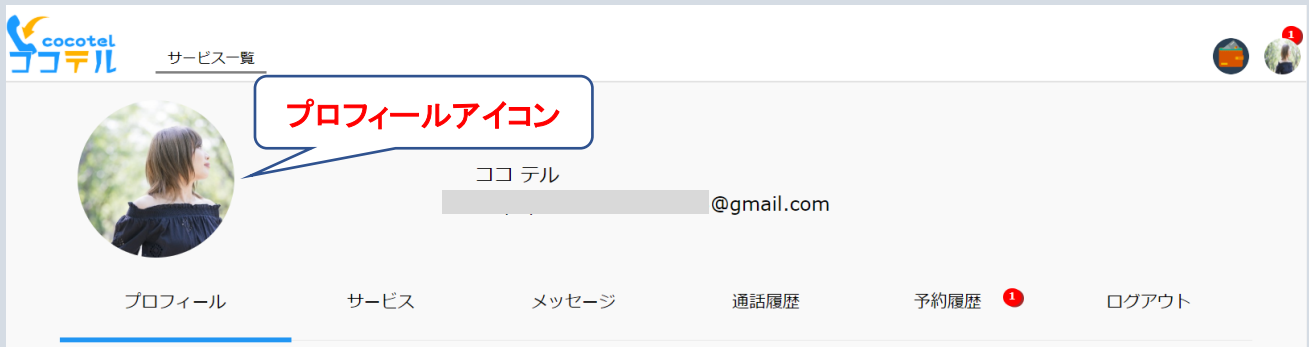 cocotel
ココテル
サービス一覧
1
プロフィールアイコン
ココ テル
@gmail.com
プロフィール
サービス
メッセージ
通話履歴
予約履歴
1
ログアウト